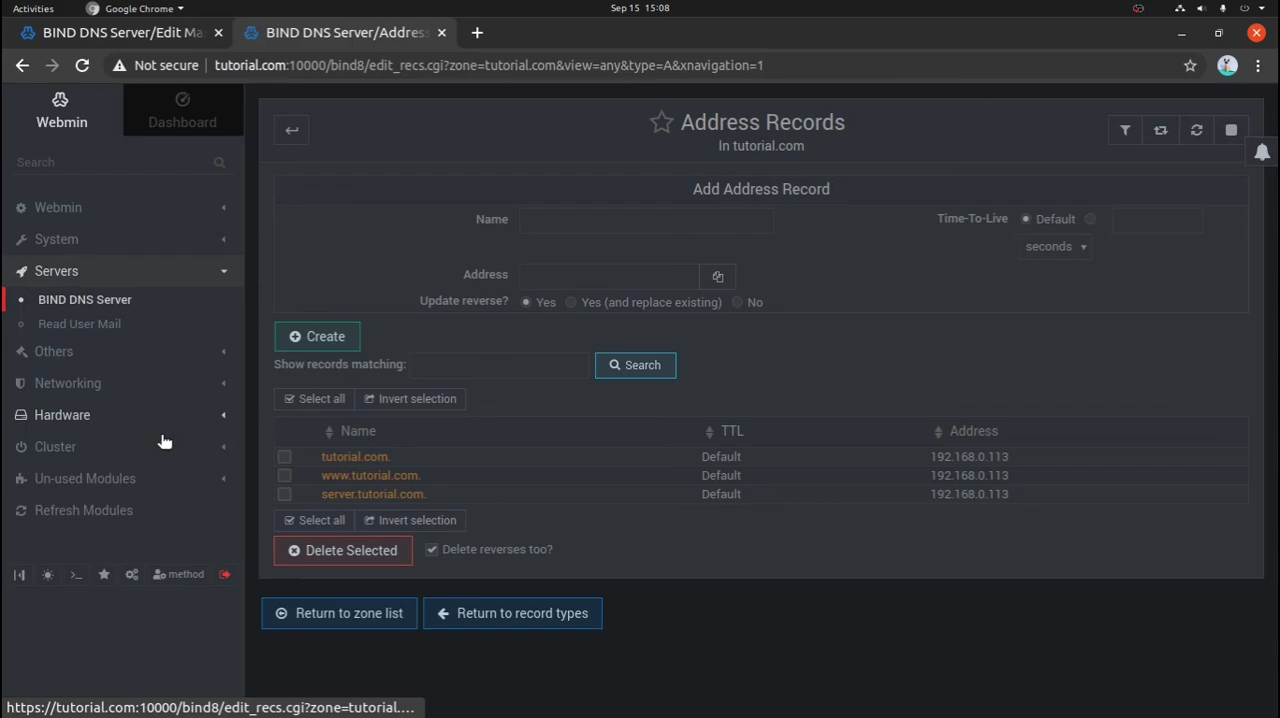 Activities Google Chrome Sep 15 15:08
BIND DNS Server/Edit Ma BIND DNS Server/Addres
Not secure tutorial.com:10000/bind8/edit_recs.cgi?zone=tutorial.com&view=any&type=A&xnavigation=1
Webmin Dashboard
Search
Webmin
System
Servers
BIND DNS Server
Read User Mail
Others
Networking
Hardware
Cluster
Un-used Modules
Refresh Modules
method
Address Records
In tutorial.com
Add Address Record
Name Time-To-Live Default
seconds
Address
Update reverse? Yes Yes (and replace existing) No
Create
Show records matching: Search
Select all Invert selection
Name TTL Address
tutorial.com. Default 192.168.0.113
www.tutorial.com. Default 192.168.0.113
server.tutorial.com. Default 192.168.0.113
Select all Invert selection
Delete Selected Delete reverses too?
Return to zone list Return to record types
https://tutorial.com:10000/bind8/edit_recs.cgi?zone=tutorial....